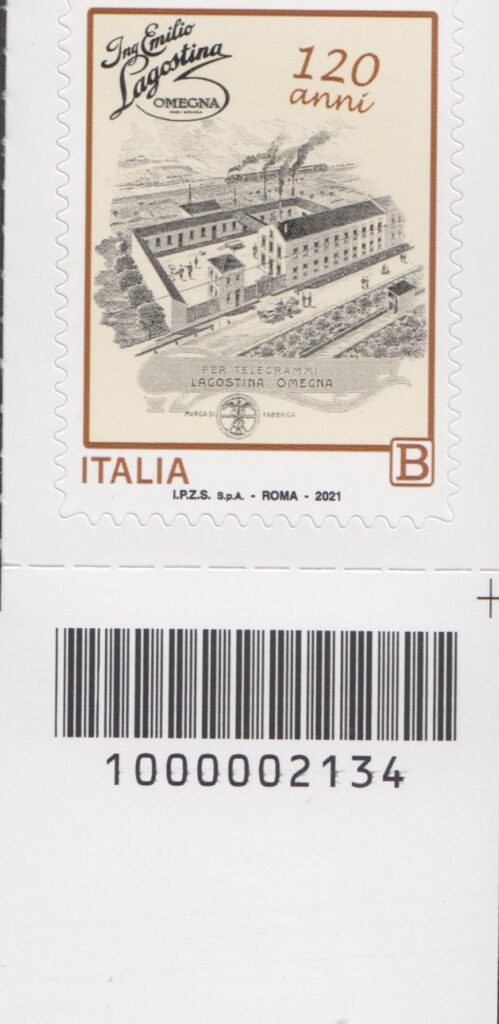 Ing Emilio
Lagostina
OMEGNA
120
anni
PER TELEGRAMMI
LAGOSTINA OMEGNA
MARCA DI FABBRICA
ITALIA
B
I.P.Z.S. S.p.A. - ROMA - 2021
1000002134